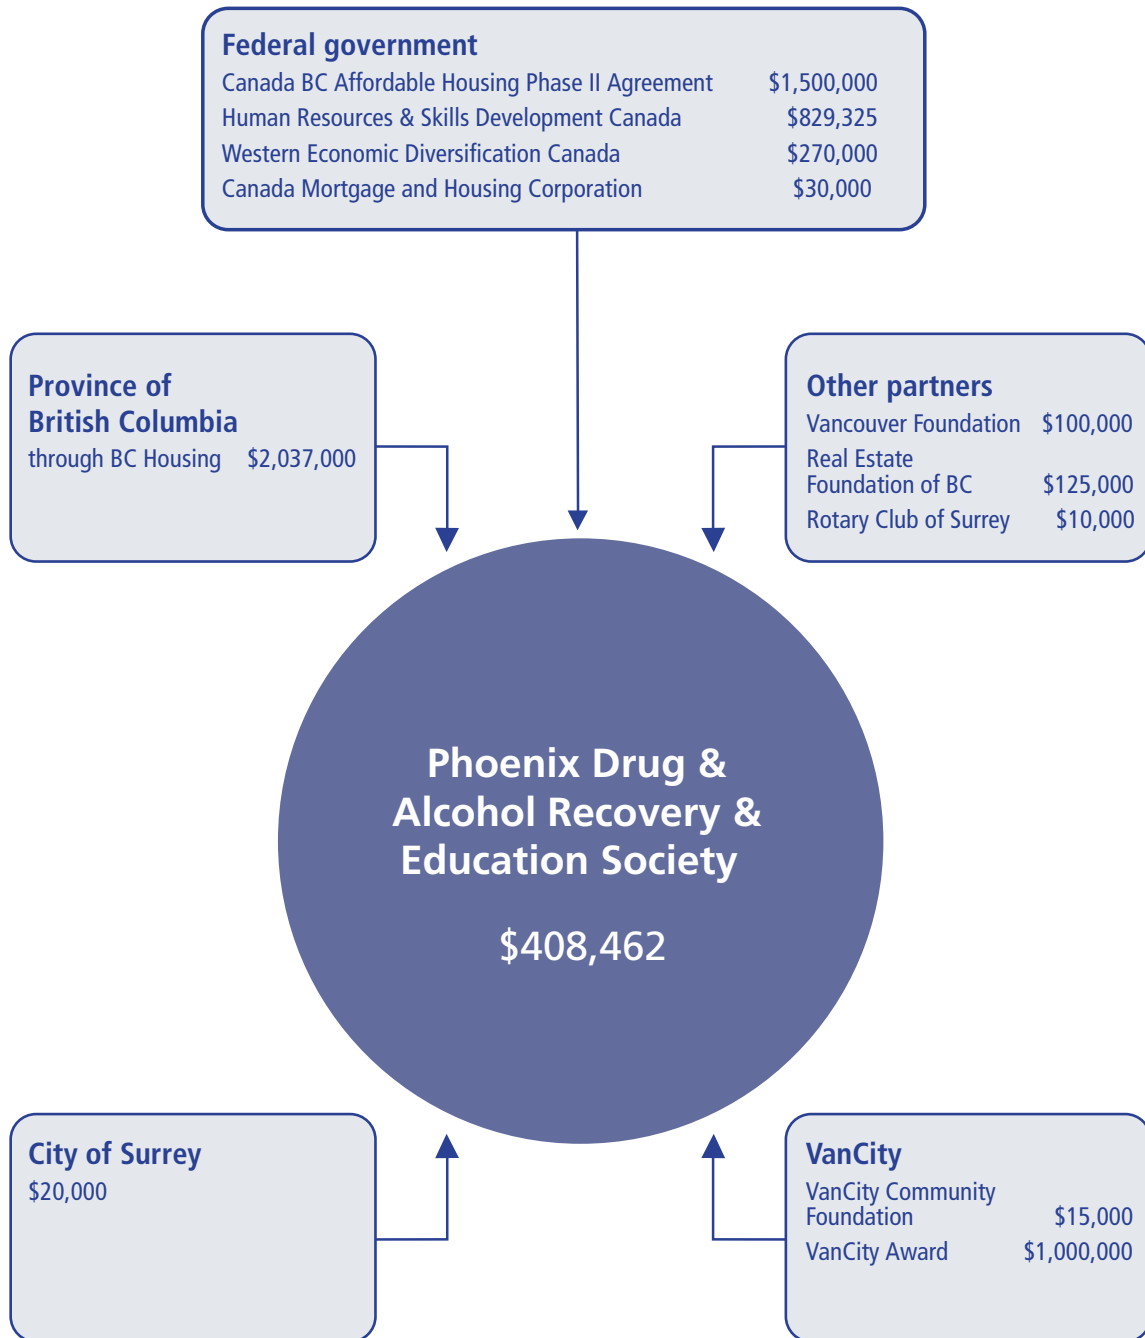 Federal government
Canada BC Affordable Housing Phase II Agreement $1,500,000
Human Resources & Skills Development Canada $829,325
Western Economic Diversification Canada $270,000
Canada Mortgage and Housing Corporation $30,000
Province of
British Columbia
through BC Housing $2,037,000
Other partners
Vancouver Foundation $100,000
Real Estate
Foundation of BC $125,000
Rotary Club of Surrey $10,000
Phoenix Drug &
Alcohol Recovery &
Education Society
$408,462
City of Surrey
$20,000
VanCity
VanCity Community
Foundation $15,000
VanCity Award $1,000,000